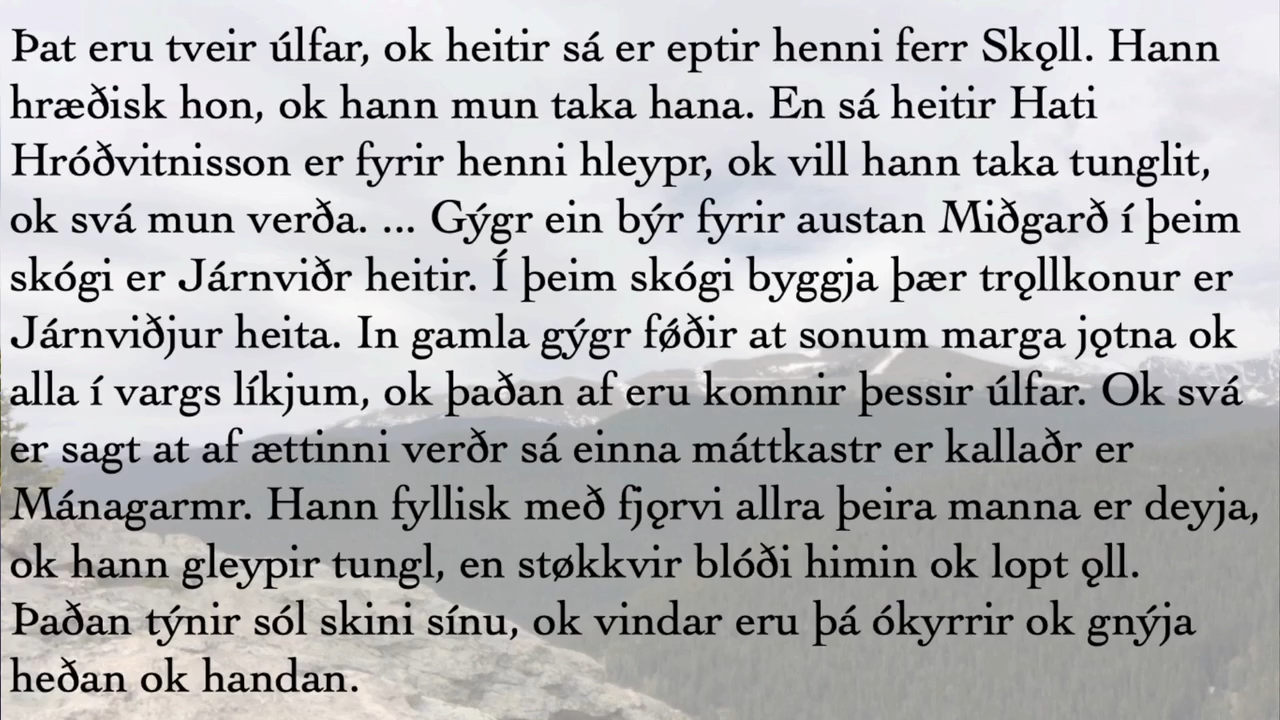 Þat eru tveir úlfar, ok heitir sá er eptir henni ferr Skǫll. Hann
hræðisk hon, ok hann mun taka hana. En sá heitir Hati
Hróðvitnisson er fyrir henni hleypr, ok vill hann taka tunglit,
ok svá mun verða. ... Gýgr ein býr fyrir austan Miðgarð í þeim
skógi er Járnviðr heitir. Í þeim skógi byggja þær trǫllkonur er
Járnviðjur heita. In gamla gýgr fǿðir at sonum marga jǫtna ok
alla í vargs líkjum, ok þaðan af eru komnir þessir úlfar. Ok svá
er sagt at af ættinni verðr sá einna máttkastr er kallaðr er
Mánagarmr. Hann fyllisk með fjǫrvi allra þeira manna er deyja,
ok hann gleypir tungl, en støkkvir blóði himin ok lopt ǫll.
Þaðan týnir sól skini sínu, ok vindar eru þá ókyrrir ok gnýja
heðan ok handan.